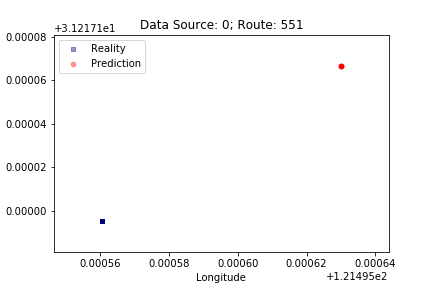 Data Source: 0; Route: 551
+3.12171e1
0.00008
0.00006
0.00004
0.00002
0.00000
Reality
Prediction
0.00056 0.00058 0.00060 0.00062 0.00064
Longitude
+1.21495e2